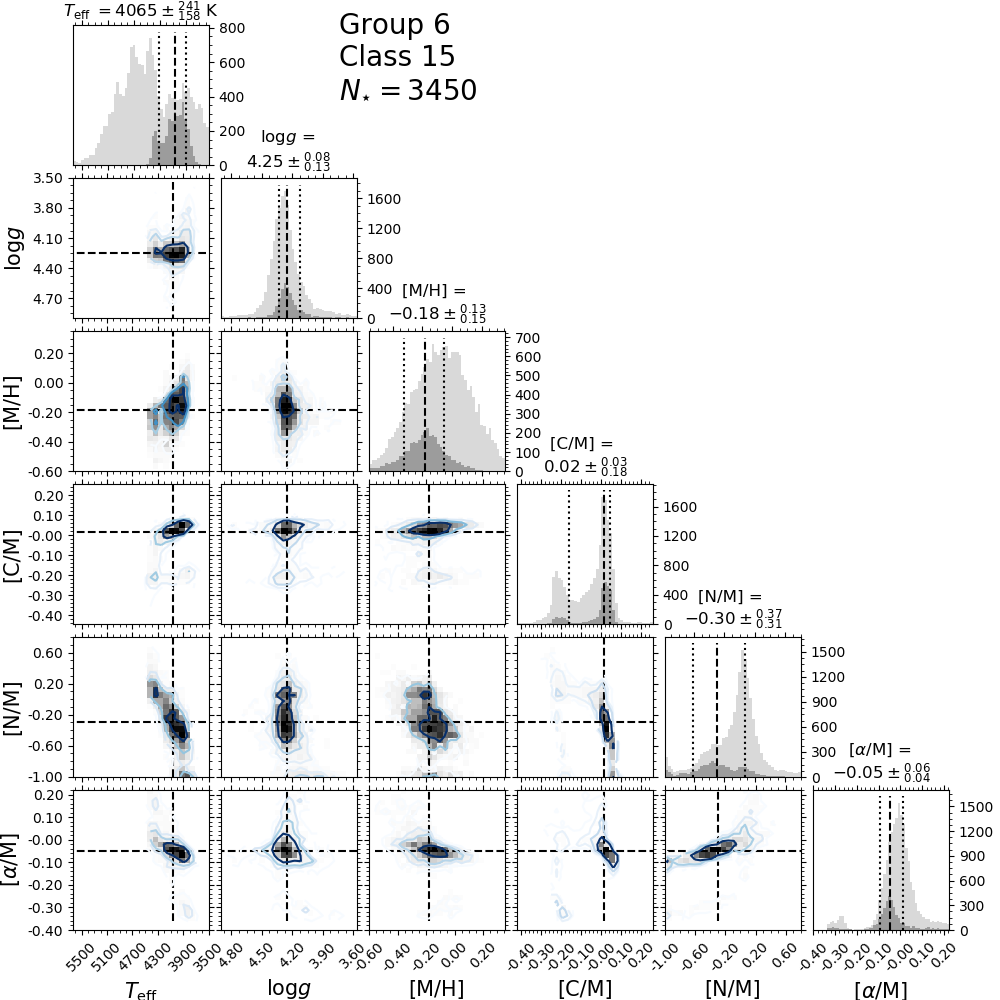 T_eff = 4065 ± 241 158 K
Group 6
Class 15
N⋆ = 3450
800
600
400
200
0
log g =
4.25 ± 0.08 0.13
3.50
3.80
4.10
4.40
4.70
log g
1600
1200
800
400
0
[M/H] =
−0.18 ± 0.13 0.15
0.20
0.00
-0.20
-0.40
-0.60
[M/H]
700
600
500
400
300
200
100
0
[C/M] =
0.02 ± 0.03 0.18
0.20
0.10
-0.00
-0.10
-0.20
-0.30
-0.40
[C/M]
1600
1200
800
400
0
[N/M] =
−0.30 ± 0.37 0.31
0.60
0.20
-0.20
-0.60
-1.00
[N/M]
1500
1200
900
600
300
0
[α/M] =
−0.05 ± 0.06 0.04
0.20
0.10
-0.00
-0.10
-0.20
-0.30
-0.40
[α/M]
1500
1200
900
600
300
0
5500 5100 4700 4300 3900 3500
4.80 4.50 4.20 3.90 3.60
-0.60 -0.40 -0.20 0.00 0.20
-0.40 -0.30 -0.20 -0.10 -0.00 0.10 0.20
-1.00 -0.60 -0.20 0.20 0.60
-0.40 -0.30 -0.20 -0.10 -0.00 0.10 0.20
T_eff log g [M/H] [C/M] [N/M] [α/M]